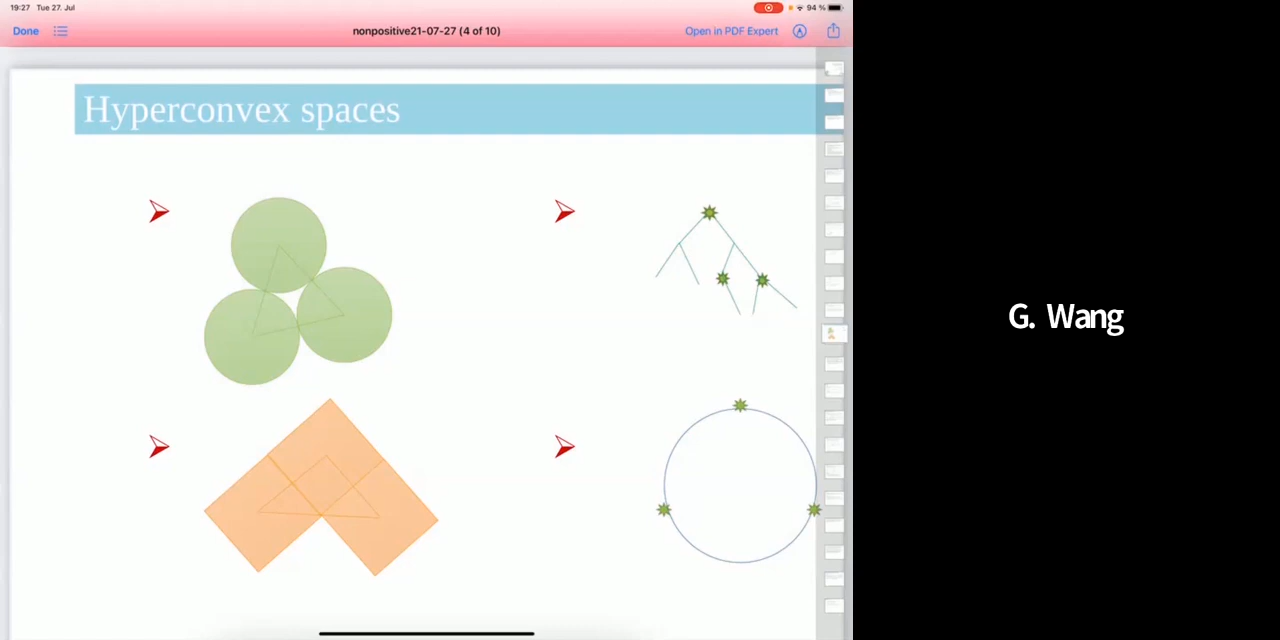 19:27 Tue 27. Jul
94 %
Done
nonpositive21-07-27 (4 of 10)
Open in PDF Expert
Hyperconvex spaces
G. Wang